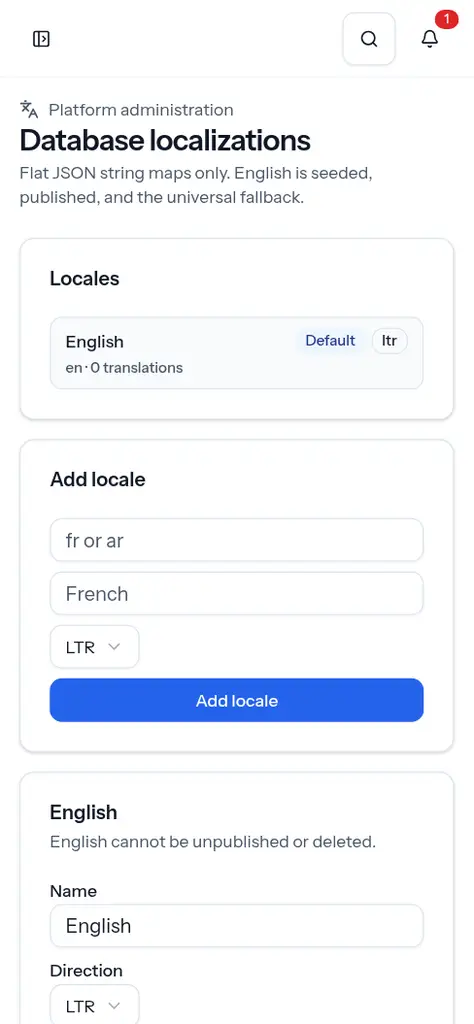 1
Platform administration
Database localizations
Flat JSON string maps only. English is seeded,
published, and the universal fallback.
Locales
English
Default
ltr
en · 0 translations
Add locale
fr or ar
French
LTR
Add locale
English
English cannot be unpublished or deleted.
Name
English
Direction
LTR